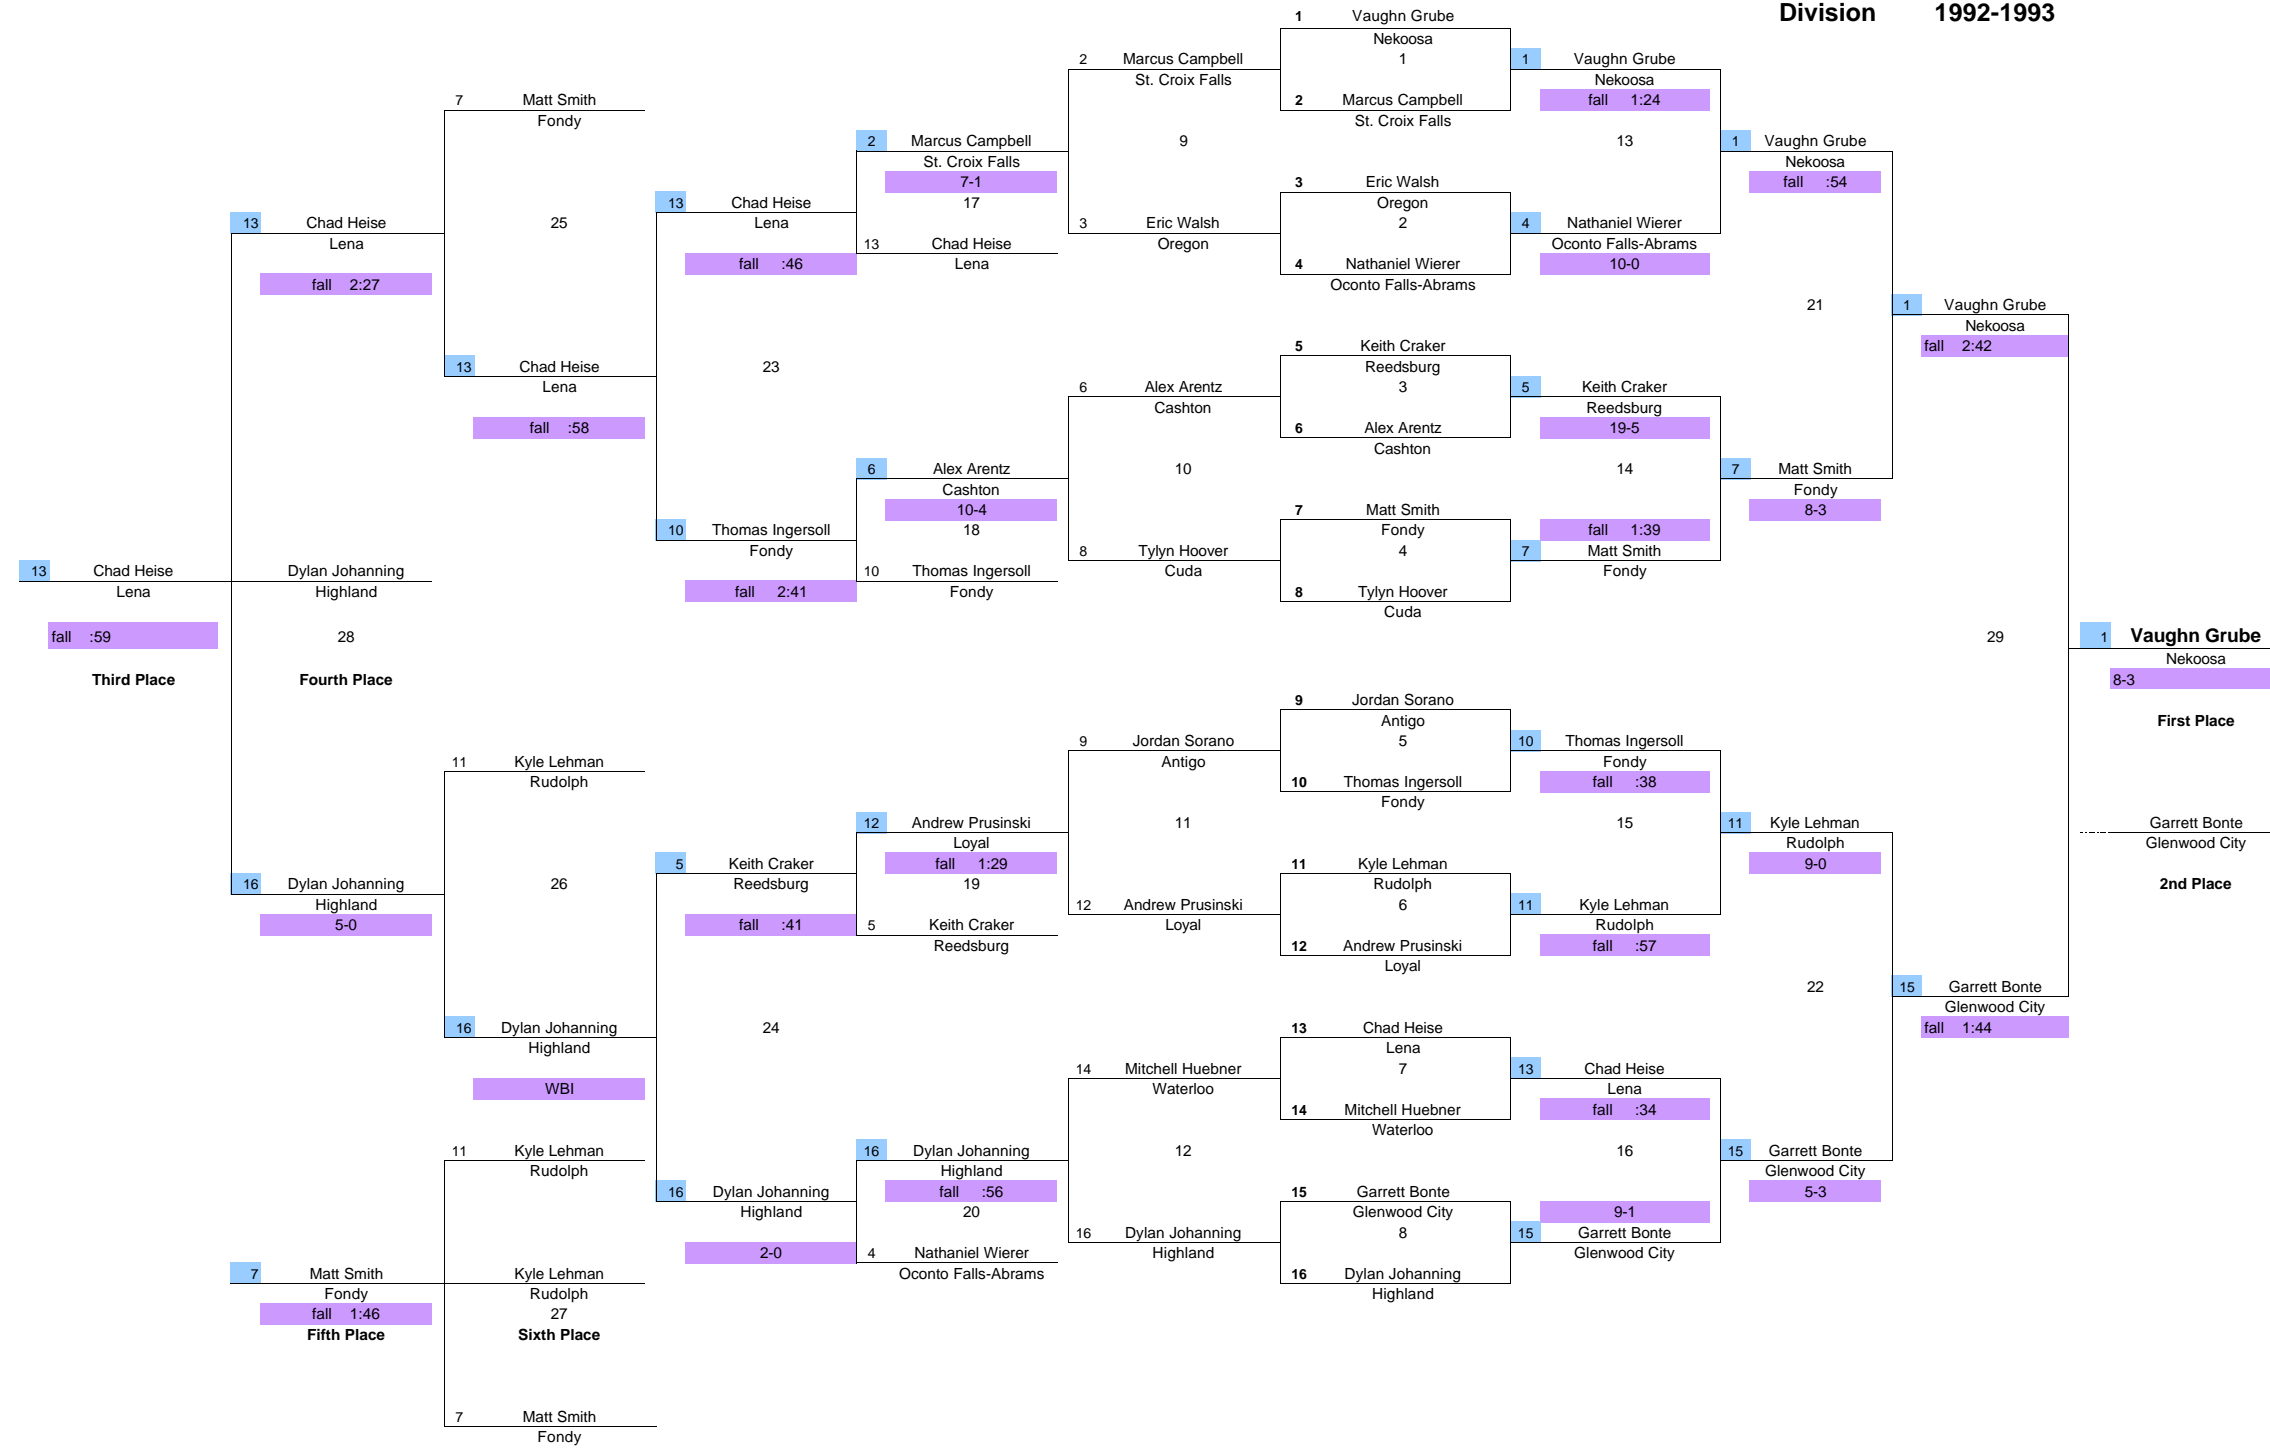 Division 1992-1993
1 Vaughn Grube
Nekoosa
2 Marcus Campbell 1 1 Vaughn Grube
St. Croix Falls Nekoosa
7 Matt Smith 2 Marcus Campbell fall 1:24
Fondy St. Croix Falls
2 Marcus Campbell 9 13 1 Vaughn Grube
St. Croix Falls Nekoosa
7-1 3 Eric Walsh fall :54
13 Chad Heise 17 Oregon
13 Chad Heise 25 Lena 3 Eric Walsh 2 4 Nathaniel Wierer
Lena 13 Chad Heise Oregon Oconto Falls-Abrams
fall :46 Lena 4 Nathaniel Wierer 10-0
fall 2:27 Oconto Falls-Abrams
21 1 Vaughn Grube
Nekoosa
5 Keith Craker fall 2:42
13 Chad Heise 23 Reedsburg
Lena 6 Alex Arentz 3 5 Keith Craker
Cashton Reedsburg
fall :58 6 Alex Arentz 19-5
Cashton
6 Alex Arentz 10 14 7 Matt Smith
Cashton Fondy
10-4 7 Matt Smith 8-3
10 Thomas Ingersoll 18 Fondy fall 1:39
Fondy 8 Tylyn Hoover 4 7 Matt Smith
13 Chad Heise Dylan Johanning 10 Thomas Ingersoll Cuda Fondy
Lena Highland fall 2:41 Fondy 8 Tylyn Hoover
Cuda
fall :59 28 29 1 Vaughn Grube
Nekoosa
Third Place Fourth Place 8-3
9 Jordan Sorano
Antigo First Place
9 Jordan Sorano 5 10 Thomas Ingersoll
11 Kyle Lehman Antigo Fondy
Rudolph 10 Thomas Ingersoll fall :38
Fondy
12 Andrew Prusinski 11 15 11 Kyle Lehman Garrett Bonte
Loyal Rudolph Glenwood City
5 Keith Craker fall 1:29 11 Kyle Lehman 9-0
16 Dylan Johanning 26 Reedsburg 19 Rudolph 2nd Place
Highland 12 Andrew Prusinski 6 11 Kyle Lehman
5-0 fall :41 5 Keith Craker Loyal Rudolph
Reedsburg 12 Andrew Prusinski fall :57
Loyal
22 15 Garrett Bonte
Glenwood City
16 Dylan Johanning 24 13 Chad Heise fall 1:44
Highland Lena
14 Mitchell Huebner 7 13 Chad Heise
WBI Waterloo Lena
14 Mitchell Huebner fall :34
Waterloo
11 Kyle Lehman 16 Dylan Johanning 12 16 15 Garrett Bonte
Rudolph Highland Glenwood City
16 Dylan Johanning fall :56 15 Garrett Bonte 5-3
Highland 20 Glenwood City 9-1
16 Dylan Johanning 8 15 Garrett Bonte
2-0 4 Nathaniel Wierer Highland Glenwood City
7 Matt Smith Kyle Lehman Oconto Falls-Abrams 16 Dylan Johanning
Fondy Rudolph Highland
fall 1:46 27
Fifth Place Sixth Place
7 Matt Smith
Fondy